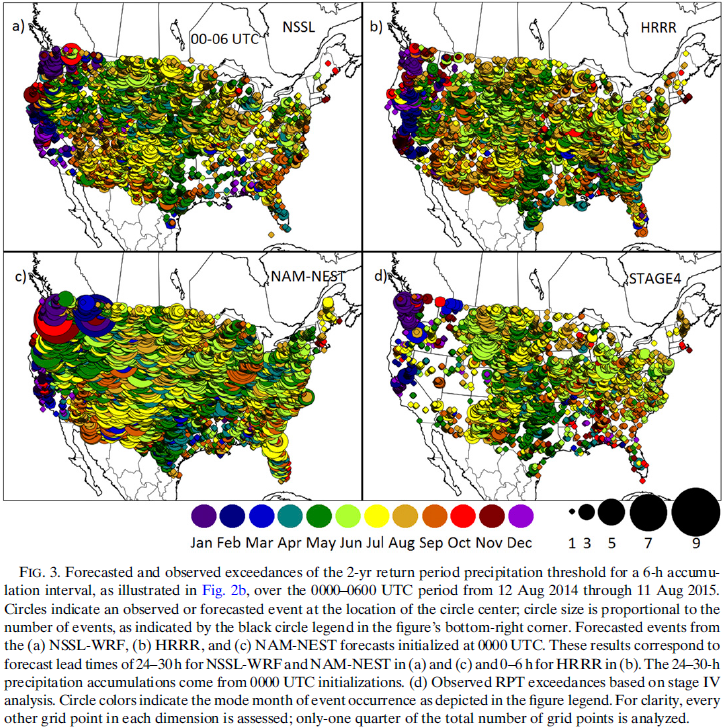 a)
00-06 UTC
NSSL
b)
HRRR
c)
NAM-NEST
d)
STAGE4
Jan Feb Mar Apr May Jun Jul Aug Sep Oct Nov Dec
1 3 5 7 9
FIG. 3. Forecasted and observed exceedances of the 2-yr return period precipitation threshold for a 6-h accumu-
lation interval, as illustrated in Fig. 2b, over the 0000–0600 UTC period from 12 Aug 2014 through 11 Aug 2015.
Circles indicate an observed or forecasted event at the location of the circle center; circle size is proportional to the
number of events, as indicated by the black circle legend in the figure's bottom-right corner. Forecasted events from
the (a) NSSL-WRF, (b) HRRR, and (c) NAM-NEST forecasts initialized at 0000 UTC. These results correspond to
forecast lead times of 24–30 h for NSSL-WRF and NAM-NEST in (a) and (c) and 0–6 h for HRRR in (b). The 24–30-h
precipitation accumulations come from 0000 UTC initializations. (d) Observed RPT exceedances based on stage IV
analysis. Circle colors indicate the mode month of event occurrence as depicted in the figure legend. For clarity, every
other grid point in each dimension is assessed; only-one quarter of the total number of grid points is analyzed.